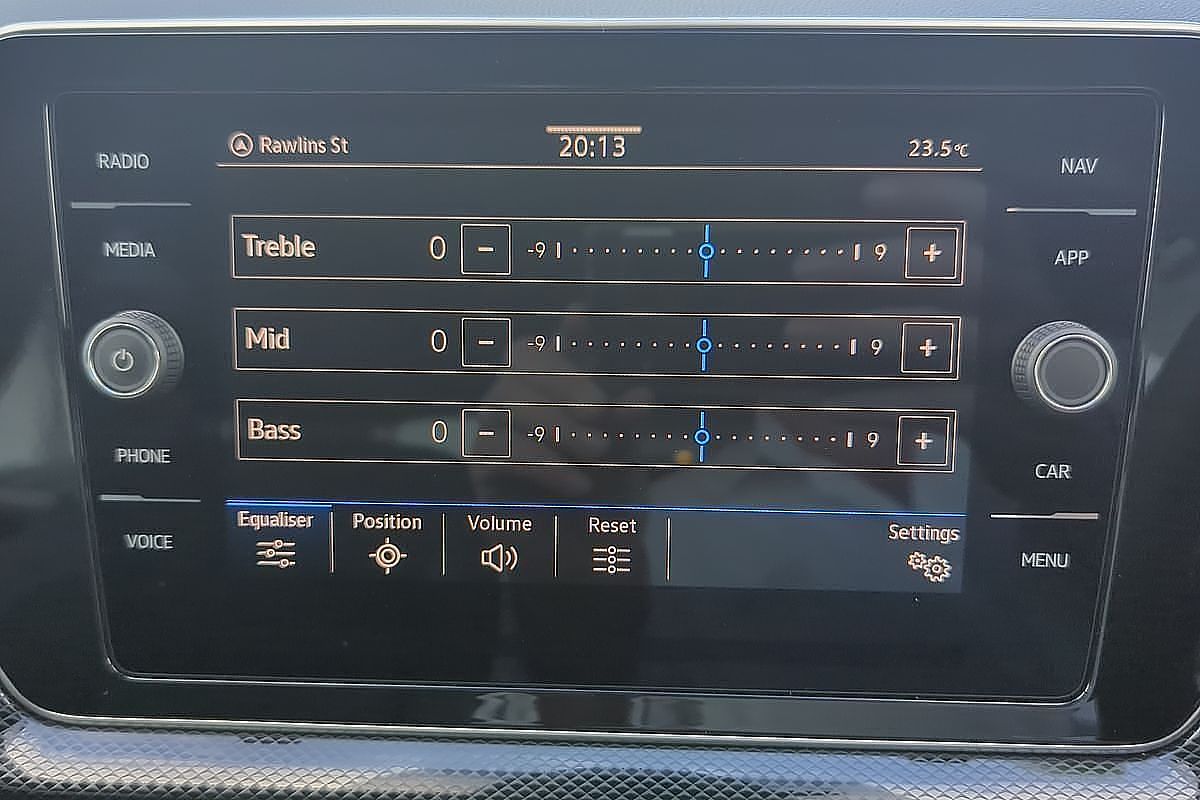 Rawlins St 20:13 23.5°C
RADIO
MEDIA
PHONE
VOICE
Treble 0 − -9 9 +
Mid 0 − -9 9 +
Bass 0 − -9 9 +
Equaliser Position Volume Reset Settings
NAV
APP
CAR
MENU